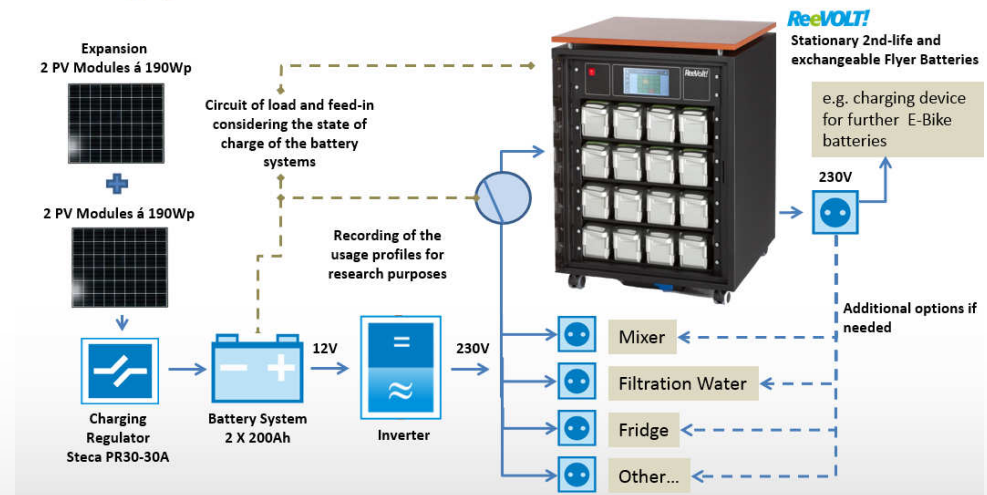 ReeVOLT!
Stationary 2nd-life and
exchangeable Flyer Batteries
Expansion
2 PV Modules á 190Wp
ReeVolt!
Circuit of load and feed-in
considering the state of
charge of the battery
systems
e.g. charging device
for further E-Bike
batteries
230V
2 PV Modules á 190Wp
Recording of the
usage profiles for
research purposes
Additional options if
needed
12V
230V
Mixer
Filtration Water
Fridge
Other...
Charging
Regulator
Steca PR30-30A
Battery System
2 X 200Ah
Inverter